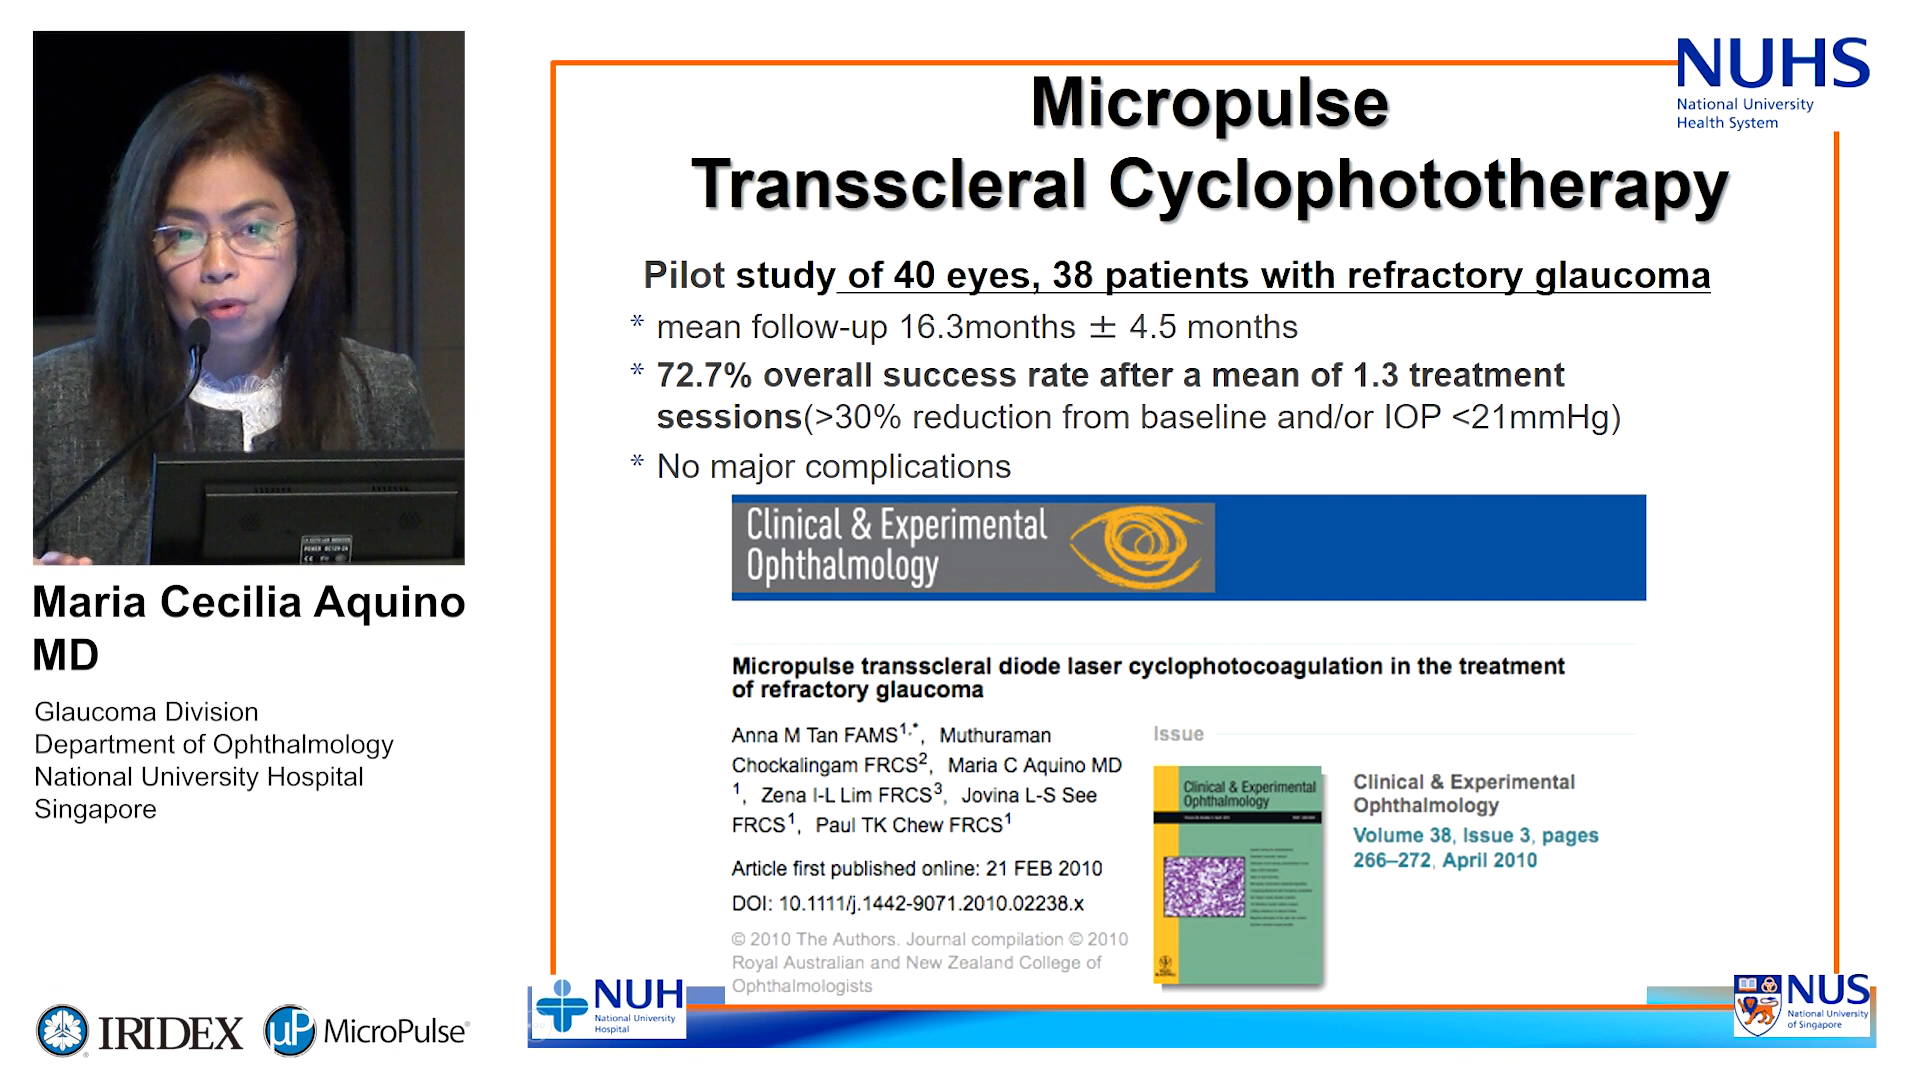 Maria Cecilia Aquino
MD
Glaucoma Division
Department of Ophthalmology
National University Hospital
Singapore
IRIDEX
µP MicroPulse®
NUHS
National University
Health System
Micropulse
Transscleral Cyclophototherapy
Pilot study of 40 eyes, 38 patients with refractory glaucoma
* mean follow-up 16.3months ± 4.5 months
* 72.7% overall success rate after a mean of 1.3 treatment
sessions(>30% reduction from baseline and/or IOP <21mmHg)
* No major complications
Clinical & Experimental
Ophthalmology
Micropulse transscleral diode laser cyclophotocoagulation in the treatment
of refractory glaucoma
Anna M Tan FAMS1,*, Muthuraman
Chockalingam FRCS2, Maria C Aquino MD
1, Zena I-L Lim FRCS3, Jovina L-S See
FRCS1, Paul TK Chew FRCS1
Article first published online: 21 FEB 2010
DOI: 10.1111/j.1442-9071.2010.02238.x
© 2010 The Authors. Journal compilation © 2010
Royal Australian and New Zealand College of
Ophthalmologists
Issue
Clinical & Experimental
Ophthalmology
Clinical & Experimental
Ophthalmology
Volume 38, Issue 3, pages
266–272, April 2010
NUH
National University
Hospital
NUS
National University
of Singapore